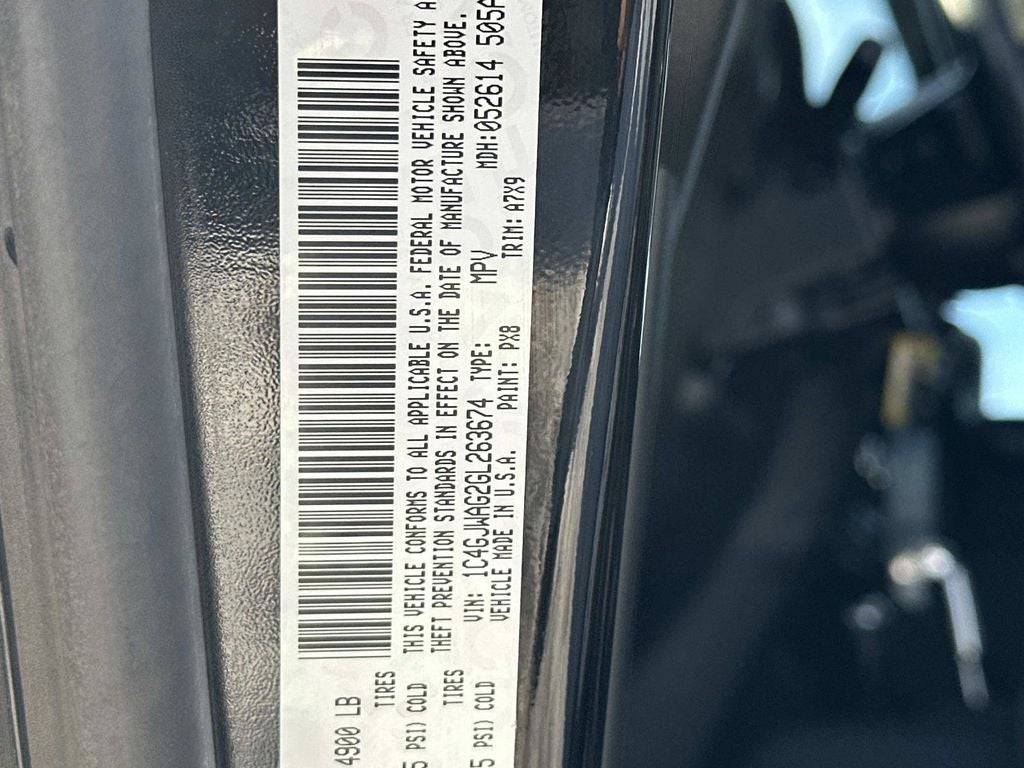 4900 LB
TIRES
5 PSI) COLD
TIRES
5 PSI) COLD
THIS VEHICLE CONFORMS TO ALL APPLICABLE U.S.A. FEDERAL MOTOR VEHICLE SAFETY A
THEFT PREVENTION STANDARDS IN EFFECT ON THE DATE OF MANUFACTURE SHOWN ABOVE.
VIN: 1C4GJWAG2GL263674 TYPE: MPV MDH:052614 505A
VEHICLE MADE IN U.S.A. PAINT: PX8 TRIM: A7X9